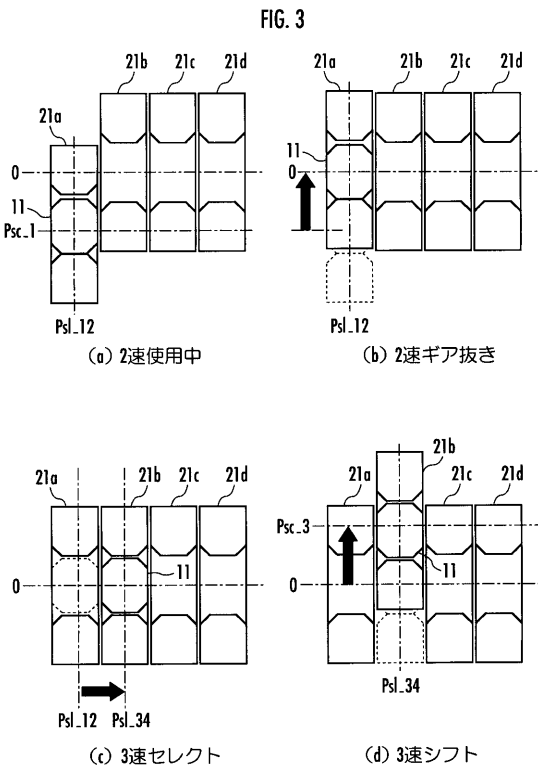 FIG. 3
21b 21c 21d
21a
0
11
Psc_1
Psl_12
(a) 2速使用中
21a 21b 21c 21d
11
0
Psl_12
(b) 2速ギア抜き
21a 21b 21c 21d
11
0
Psl_12 Psl_34
(c) 3速セレクト
21b
21a 21c 21d
Psc_3
11
0
Psl_34
(d) 3速シフト